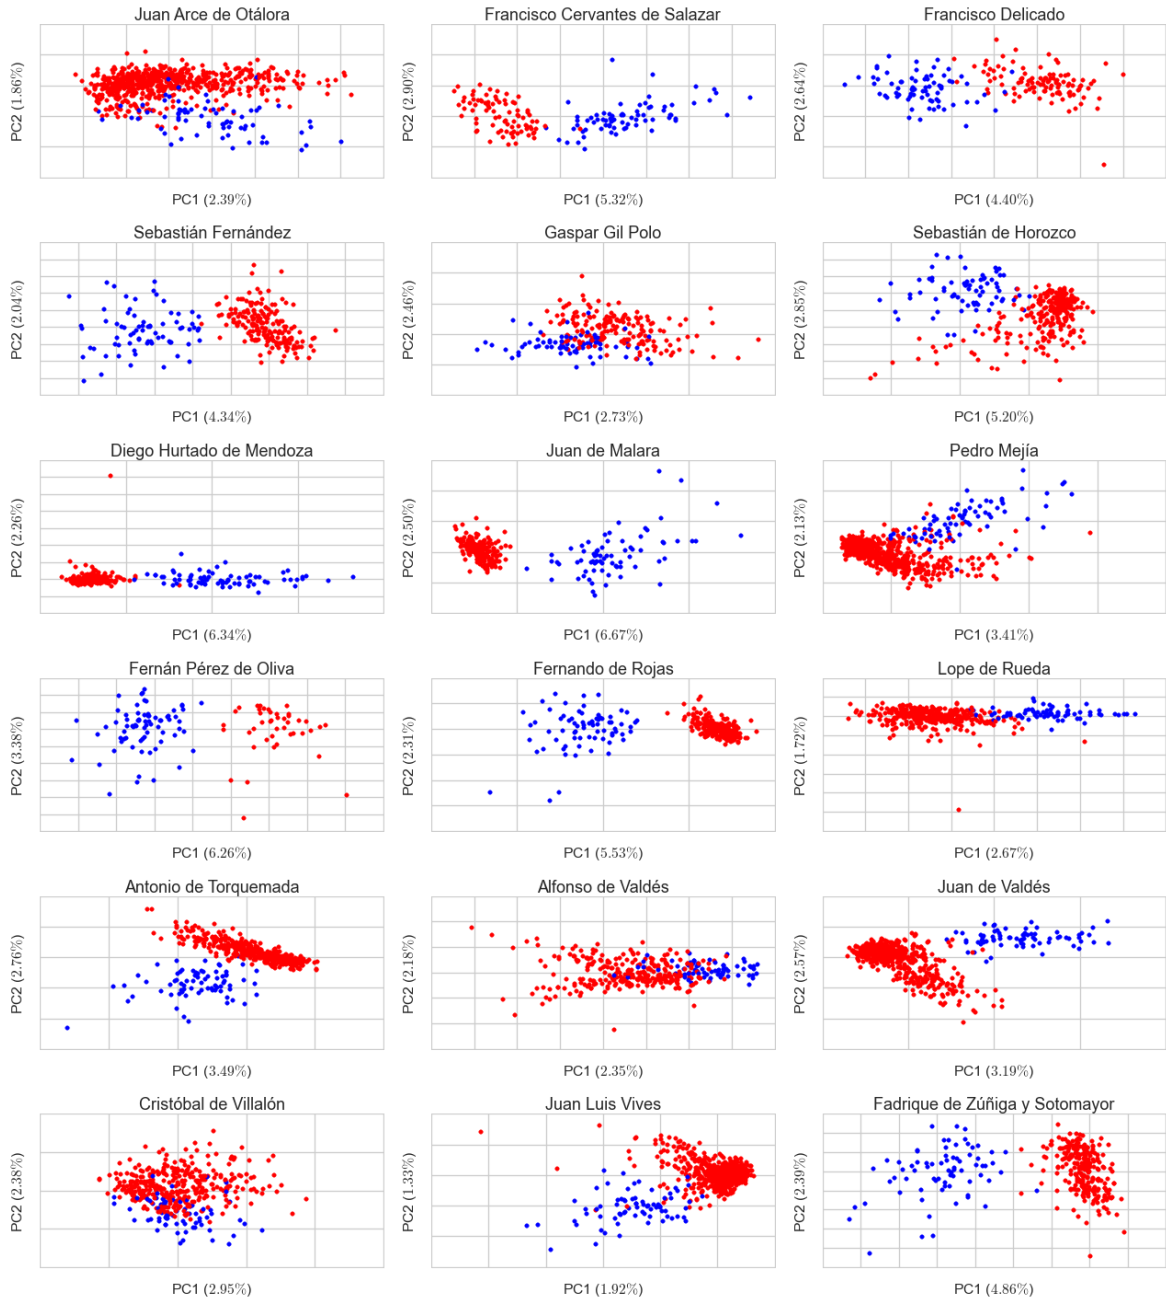 Juan Arce de Otálora
PC2 (1.86%)
PC1 (2.39%)
Francisco Cervantes de Salazar
PC2 (2.90%)
PC1 (5.32%)
Francisco Delicado
PC2 (2.64%)
PC1 (4.40%)
Sebastián Fernández
PC2 (2.04%)
PC1 (4.34%)
Gaspar Gil Polo
PC2 (2.46%)
PC1 (2.73%)
Sebastián de Horozco
PC2 (2.85%)
PC1 (5.20%)
Diego Hurtado de Mendoza
PC2 (2.26%)
PC1 (6.34%)
Juan de Malara
PC2 (2.50%)
PC1 (6.67%)
Pedro Mejía
PC2 (2.13%)
PC1 (3.41%)
Fernán Pérez de Oliva
PC2 (3.38%)
PC1 (6.26%)
Fernando de Rojas
PC2 (2.31%)
PC1 (5.53%)
Lope de Rueda
PC2 (1.72%)
PC1 (2.67%)
Antonio de Torquemada
PC2 (2.76%)
PC1 (3.49%)
Alfonso de Valdés
PC2 (2.18%)
PC1 (2.35%)
Juan de Valdés
PC2 (2.57%)
PC1 (3.19%)
Cristóbal de Villalón
PC2 (2.38%)
PC1 (2.95%)
Juan Luis Vives
PC2 (1.33%)
PC1 (1.92%)
Fadrique de Zúñiga y Sotomayor
PC2 (2.39%)
PC1 (4.86%)